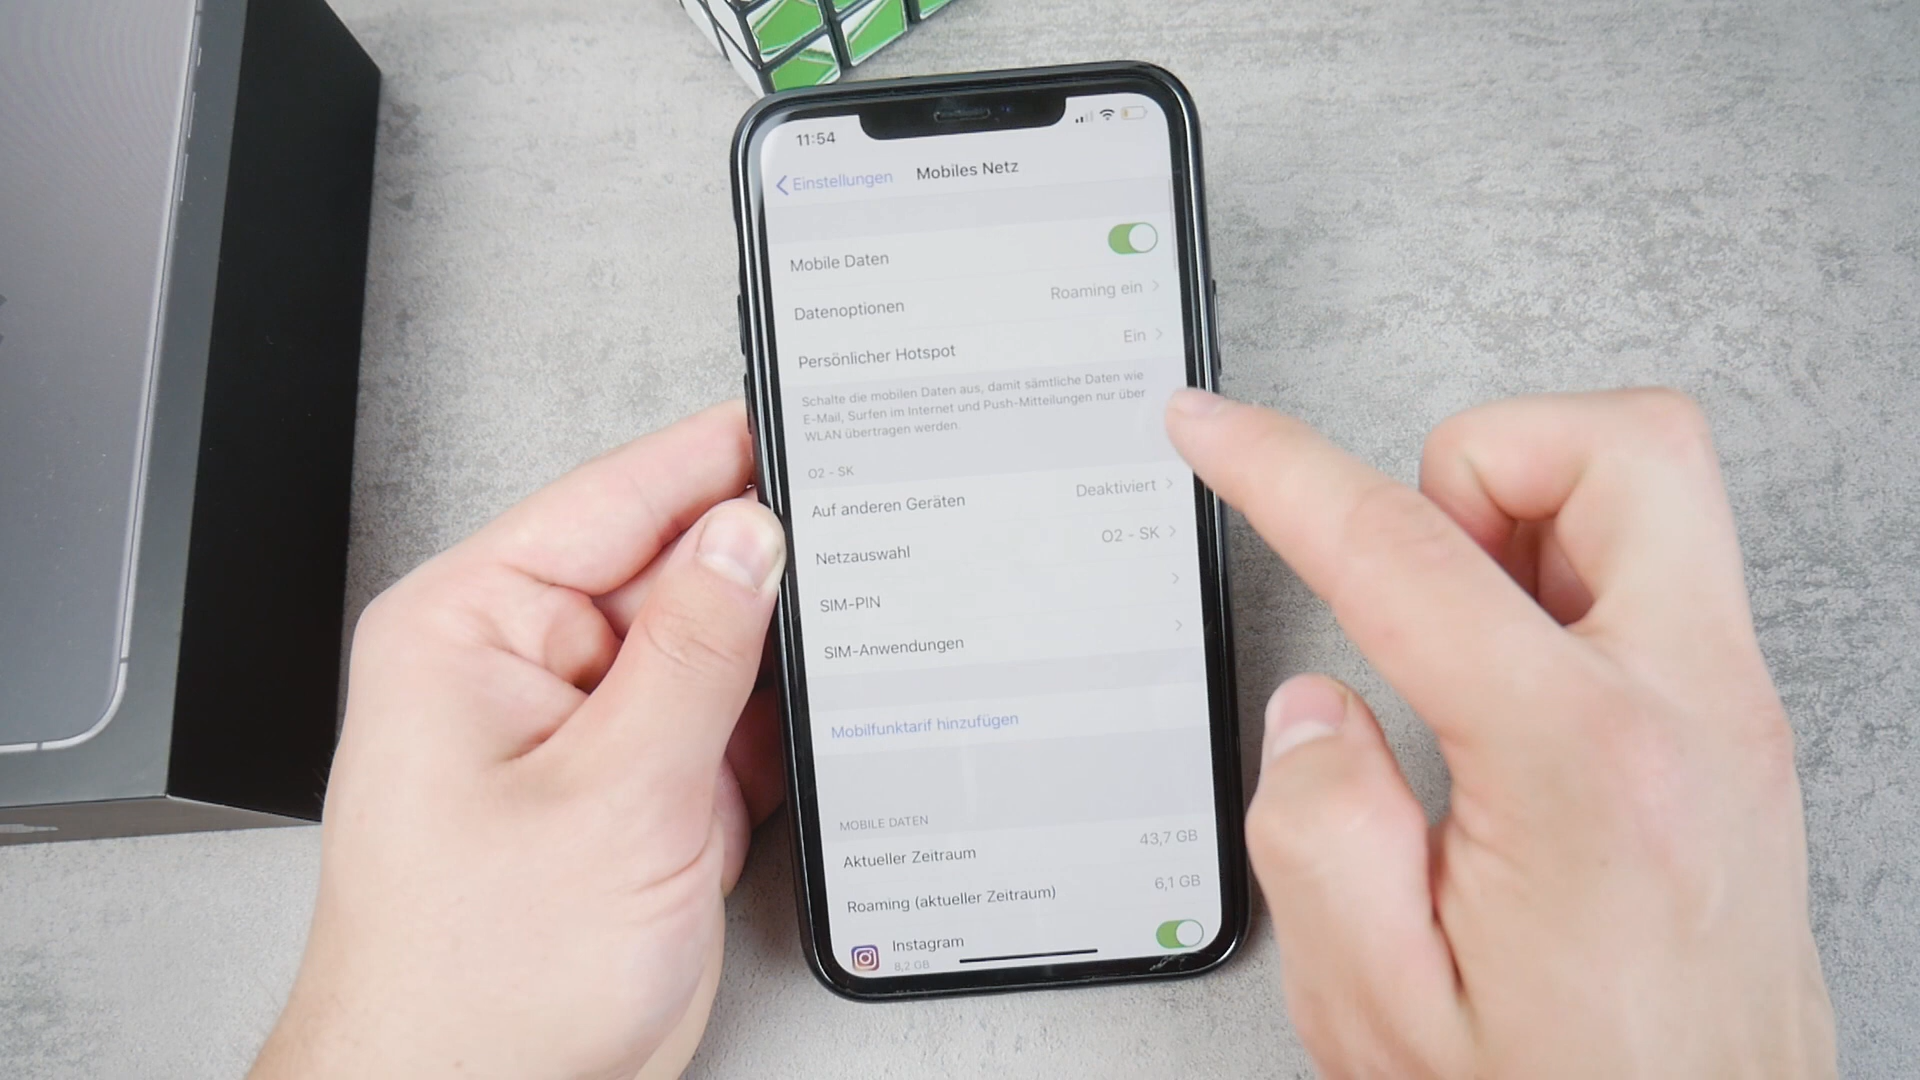 11:54
Einstellungen
Mobiles Netz
Mobile Daten
Datenoptionen
Roaming ein
Persönlicher Hotspot
Ein
Schalte die mobilen Daten aus, damit sämtliche Daten wie
E-Mail, Surfen im Internet und Push-Mitteilungen nur über
WLAN übertragen werden.
O2 - SK
Auf anderen Geräten
Deaktiviert
Netzauswahl
O2 - SK
SIM-PIN
SIM-Anwendungen
Mobilfunktarif hinzufügen
MOBILE DATEN
Aktueller Zeitraum
43,7 GB
Roaming (aktueller Zeitraum)
6,1 GB
Instagram
8,2 GB